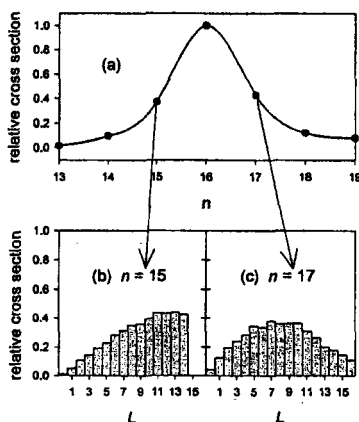 relative cross section
1.0
0.8
0.6
0.4
0.2
0.0
(a)
13 14 15 16 17 18 19
n
relative cross section
1.0
0.8
0.6
0.4
0.2
0.0
(b) n = 15
(c) n = 17
1 3 5 7 9 11 13 15
1 3 5 7 9 11 13 15
L
L